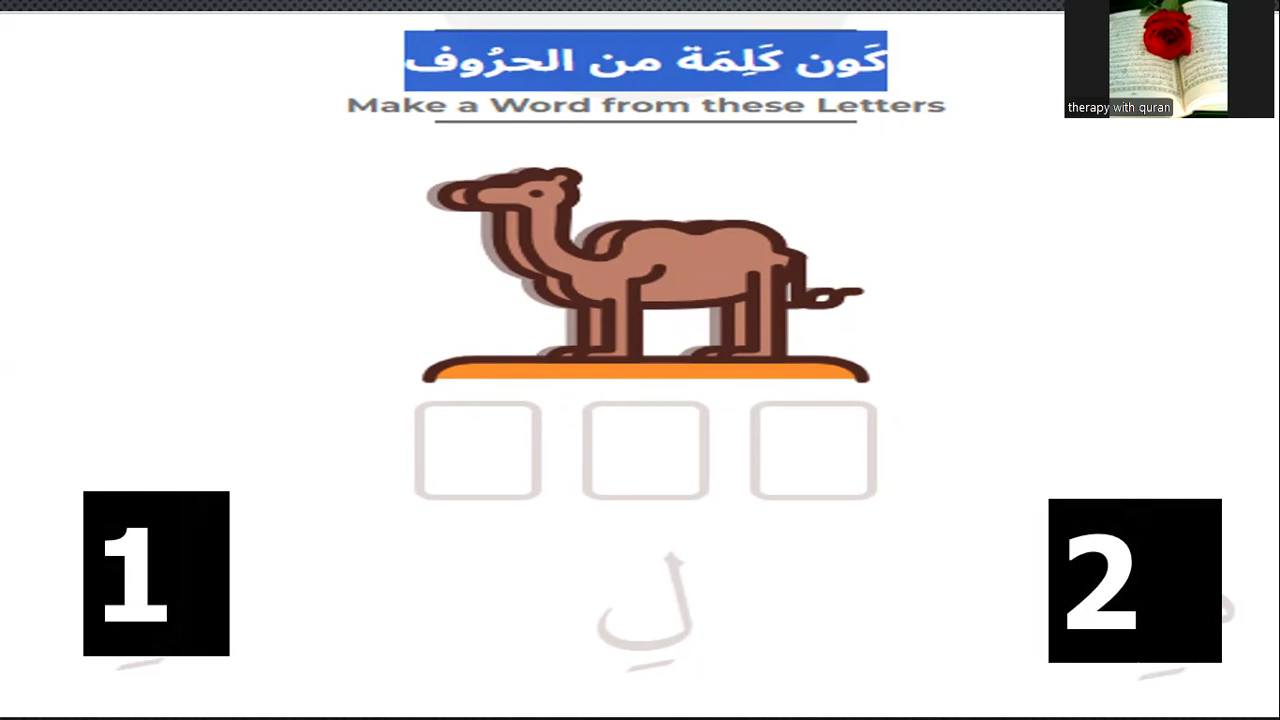 كَون كَلِمَة من الحرُوف
Make a Word from these Letters
therapy with quran
1
لِ
2